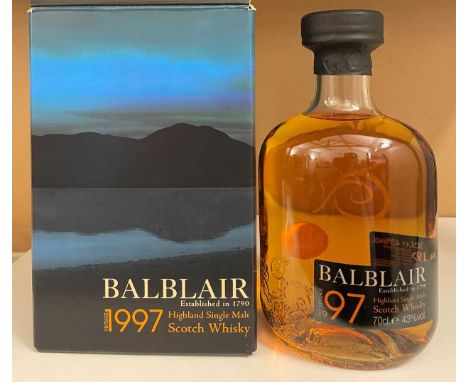 BALBLAIR
Established in 1790
VINTAGE 1997 Highland Single Malt
Scotch Whisky
BALBLAIR
Established in 1790
97 Highland Single Malt
Scotch Whisky
70cl. e 43%vol.